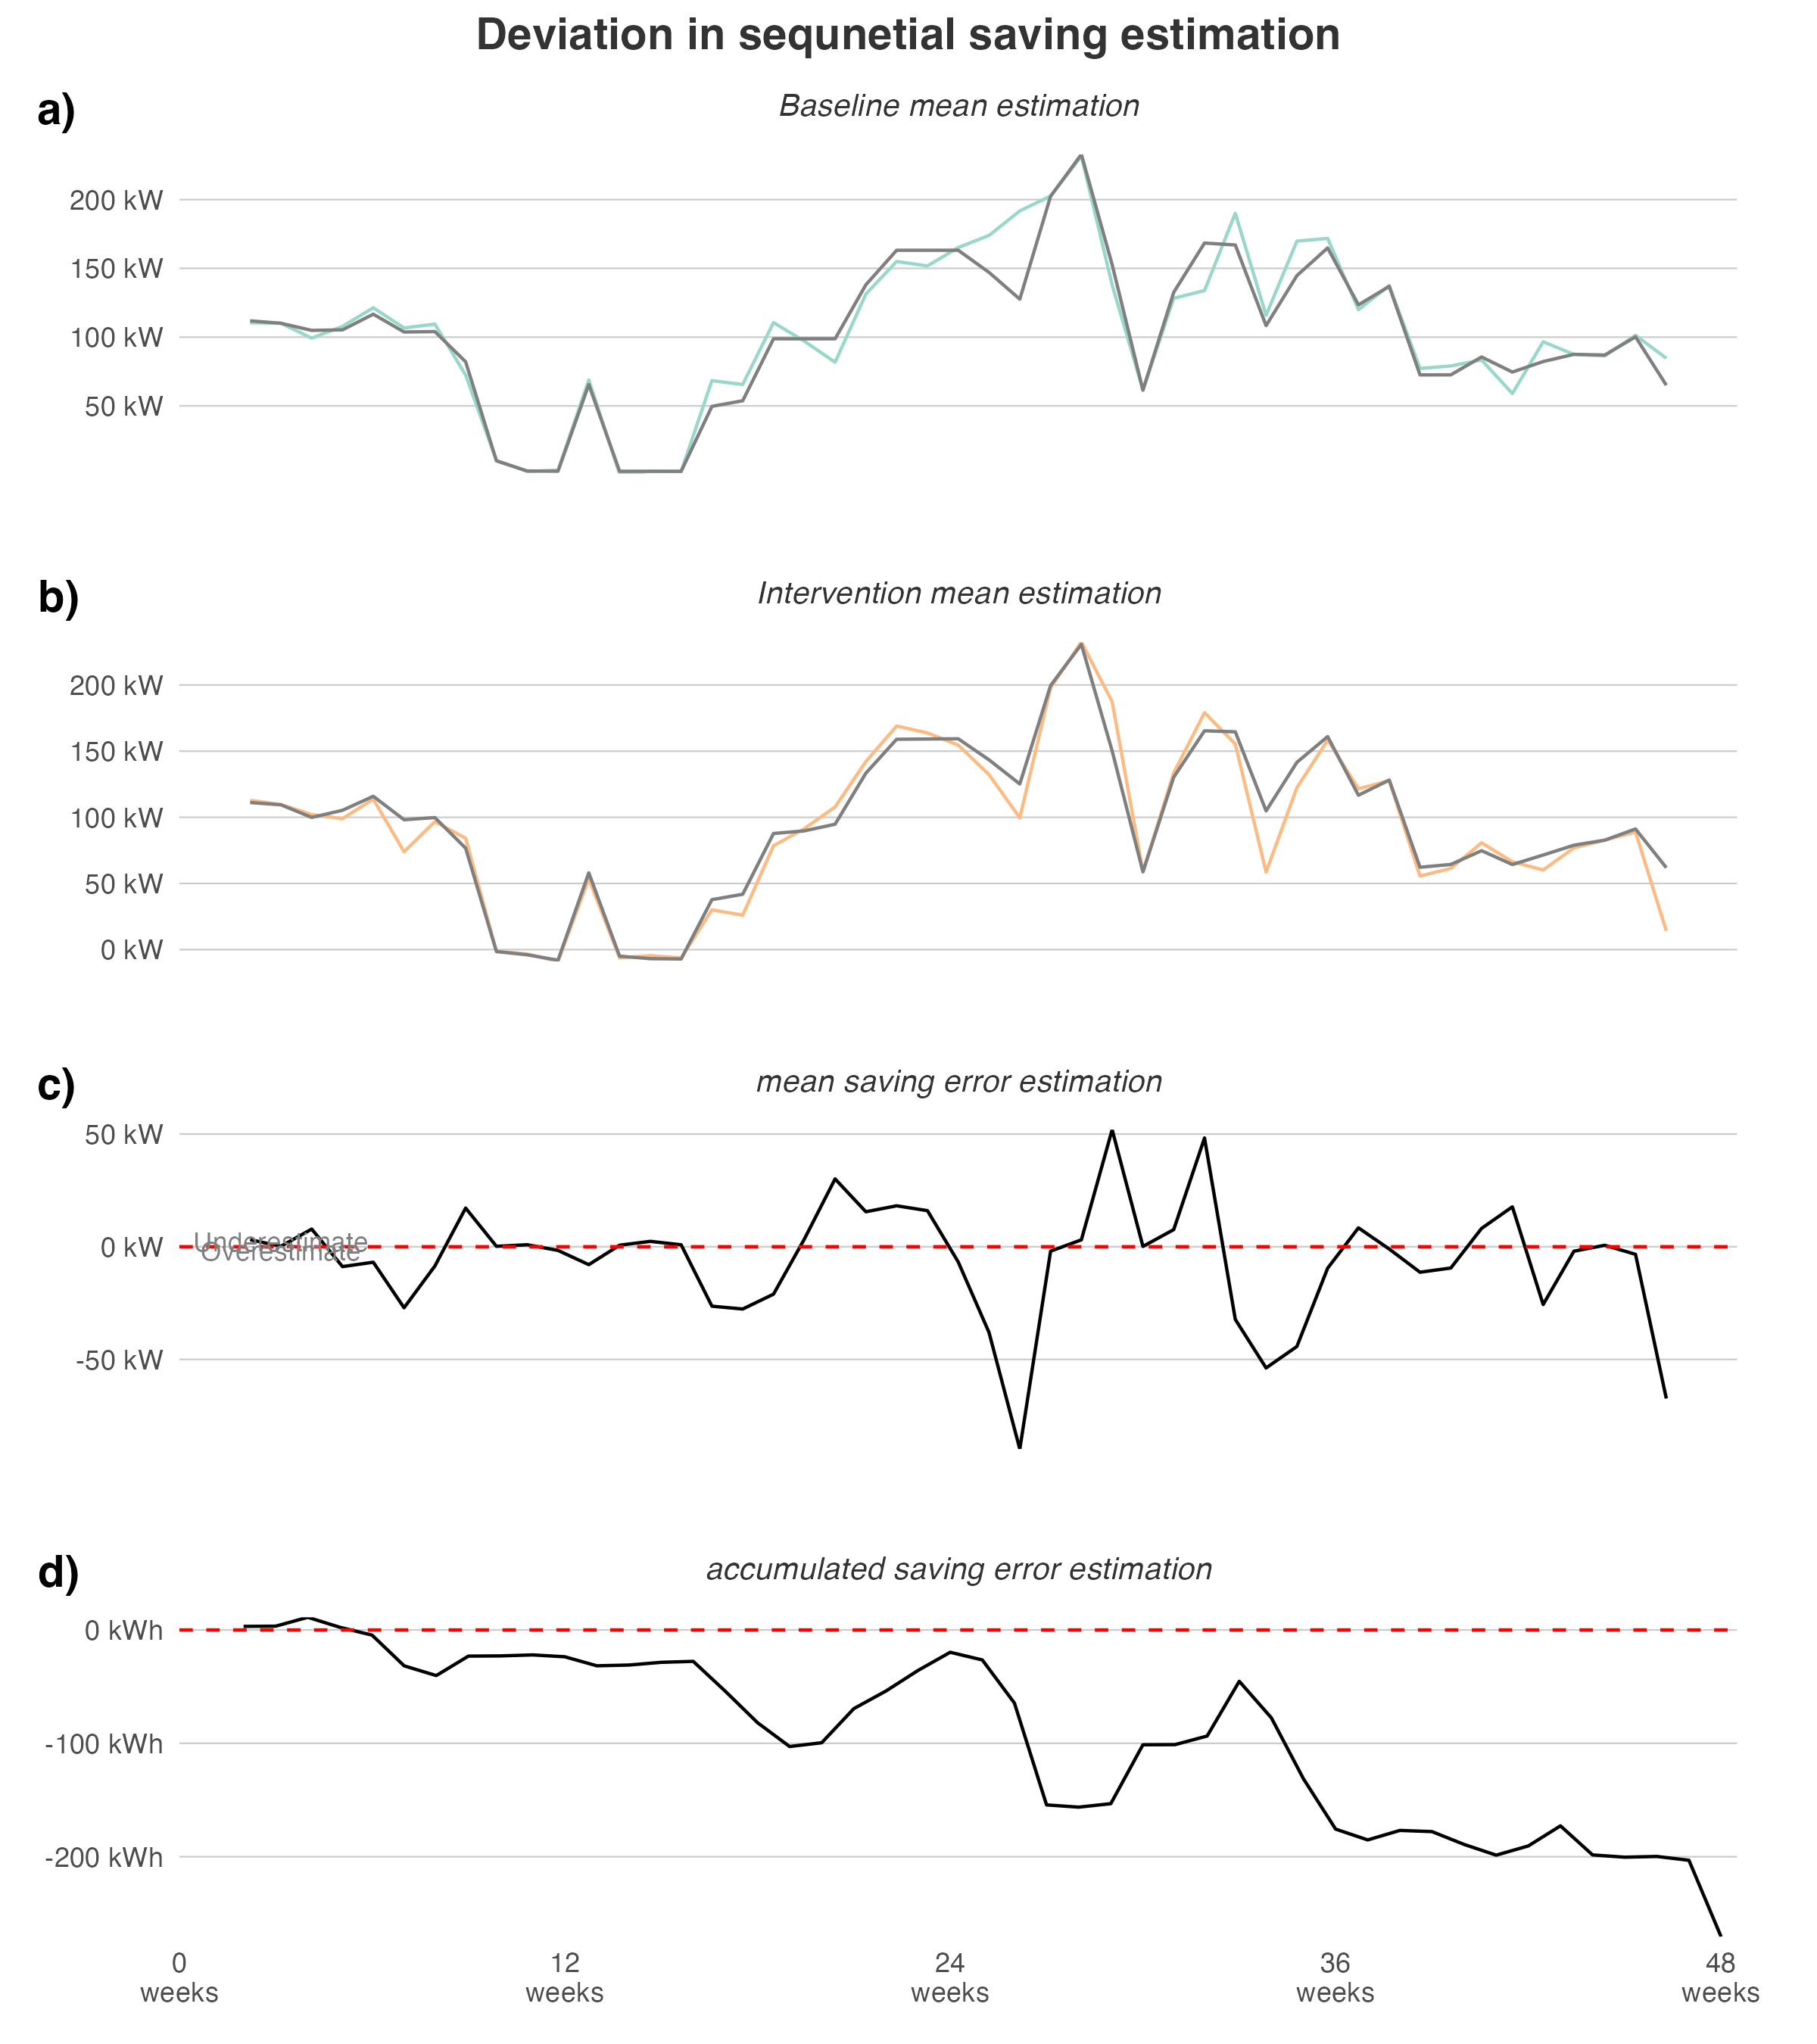 Deviation in sequnetial saving estimation
a)
Baseline mean estimation
200 kW
150 kW
100 kW
50 kW
b)
Intervention mean estimation
200 kW
150 kW
100 kW
50 kW
0 kW
c)
mean saving error estimation
50 kW
0 kW
-50 kW
Underestimate
Overestimate
d)
accumulated saving error estimation
0 kWh
-100 kWh
-200 kWh
0 12 24 36 48
weeks weeks weeks weeks weeks